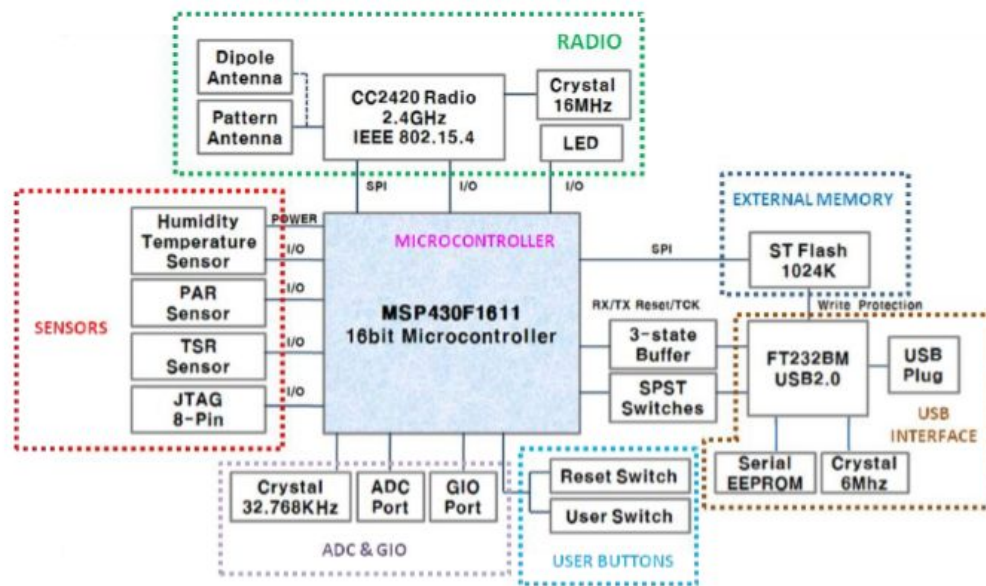 RADIO
Dipole
Antenna
Pattern
Antenna
CC2420 Radio
2.4GHz
IEEE 802.15.4
Crystal
16MHz
LED
SPI
I/O
I/O
SENSORS
Humidity
Temperature
Sensor
PAR
Sensor
TSR
Sensor
JTAG
8-Pin
POWER
I/O
I/O
I/O
I/O
MICROCONTROLLER
MSP430F1611
16bit Microcontroller
SPI
EXTERNAL MEMORY
ST Flash
1024K
Write Protection
RX/TX Reset/TCK
3-state
Buffer
SPST
Switches
FT232BM
USB2.0
USB
Plug
USB
INTERFACE
Serial
EEPROM
Crystal
6Mhz
Crystal
32.768KHz
ADC
Port
GIO
Port
ADC & GIO
Reset Switch
User Switch
USER BUTTONS